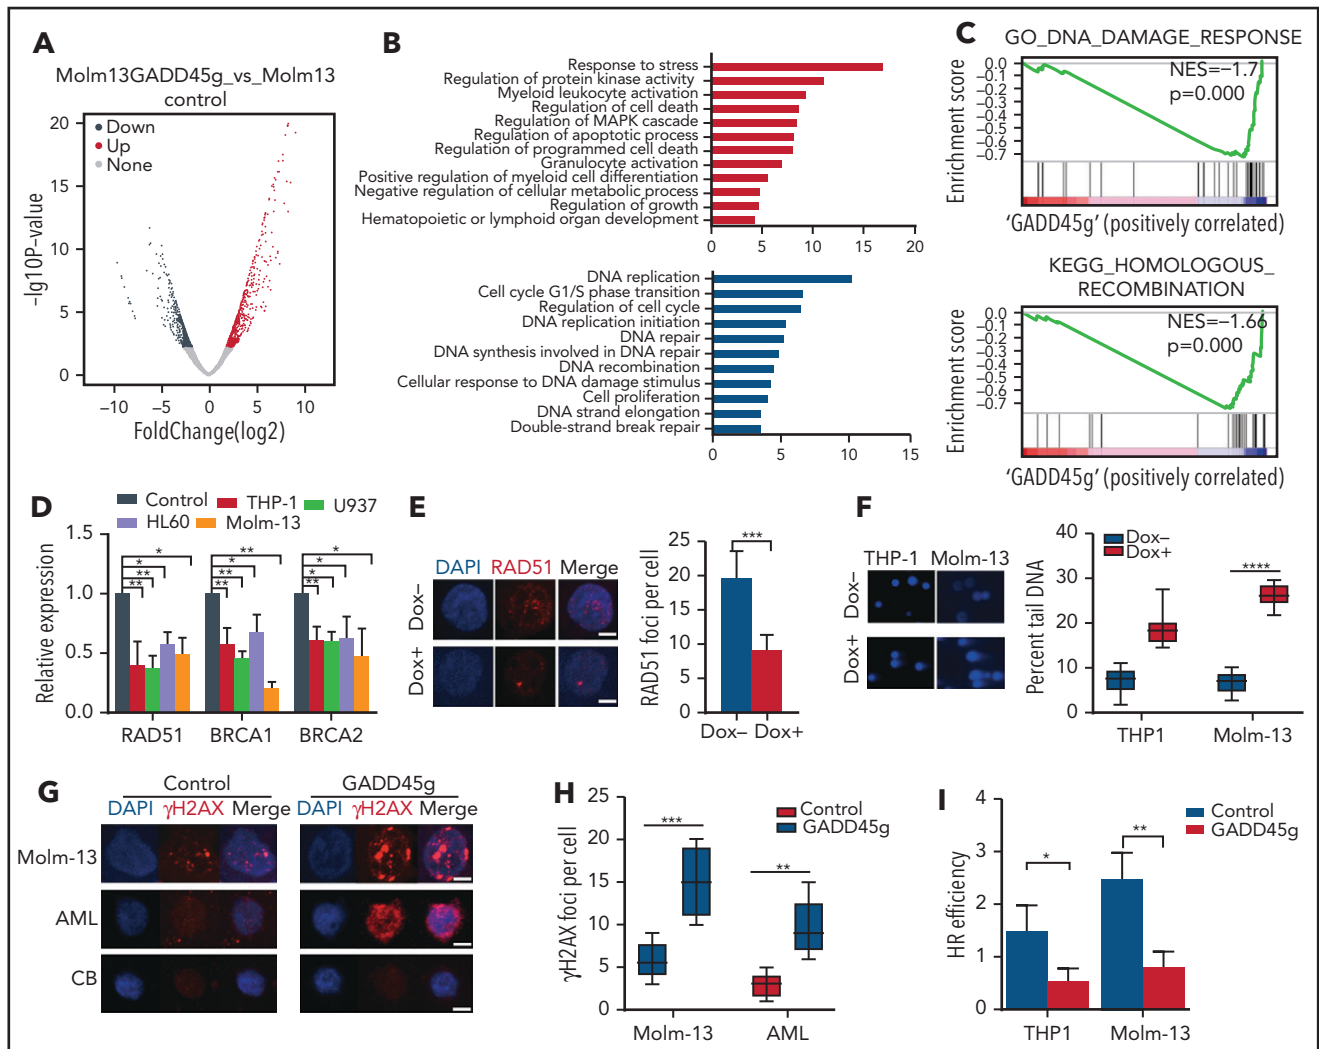 A
Molm13GADD45g_vs_Molm13
control
Down
Up
None
20
15
10
5
0
−lg10P−value
−10
−5
0
5
10
FoldChange(log2)
B
Response to stress
Regulation of protein kinase activity
Myeloid leukocyte activation
Regulation of cell death
Regulation of MAPK cascade
Regulation of apoptotic process
Regulation of programmed cell death
Granulocyte activation
Positive regulation of myeloid cell differentiation
Negative regulation of cellular metabolic process
Regulation of growth
Hematopoietic or lymphoid organ development
0 5 10 15 20
DNA replication
Cell cycle G1/S phase transition
Regulation of cell cycle
DNA replication initiation
DNA repair
DNA synthesis involved in DNA repair
DNA recombination
Cellular response to DNA damage stimulus
Cell proliferation
DNA strand elongation
Double-strand break repair
0 5 10 15
C
GO_DNA_DAMAGE_RESPONSE
Enrichment score
0.0
−0.1
−0.2
−0.3
−0.4
−0.5
−0.6
−0.7
NES=−1.7
p=0.000
‘GADD45g’ (positively correlated)
KEGG_HOMOLOGOUS_
RECOMBINATION
Enrichment score
0.0
−0.1
−0.2
−0.3
−0.4
−0.5
−0.6
−0.7
NES=−1.66
p=0.000
‘GADD45g’ (positively correlated)
D
Control THP-1 U937
HL60 Molm-13
Relative expression
1.5
1.0
0.5
0.0
* ** * *
* * * *
** ** *
** ** **
RAD51 BRCA1 BRCA2
E
DAPI RAD51 Merge
Dox−
Dox+
RAD51 foci per cell
25
20
15
10
5
0
***
Dox− Dox+
F
THP-1 Molm-13
Dox−
Dox+
Percent tail DNA
40
30
20
10
0
Dox−
Dox+
****
THP1 Molm-13
G
Control GADD45g
DAPI γH2AX Merge DAPI γH2AX Merge
Molm-13
AML
CB
H
γH2AX foci per cell
25
20
15
10
5
0
Control
GADD45g
***
**
Molm-13 AML
I
HR efficiency
4
3
2
1
0
Control
GADD45g
*
**
THP1 Molm-13